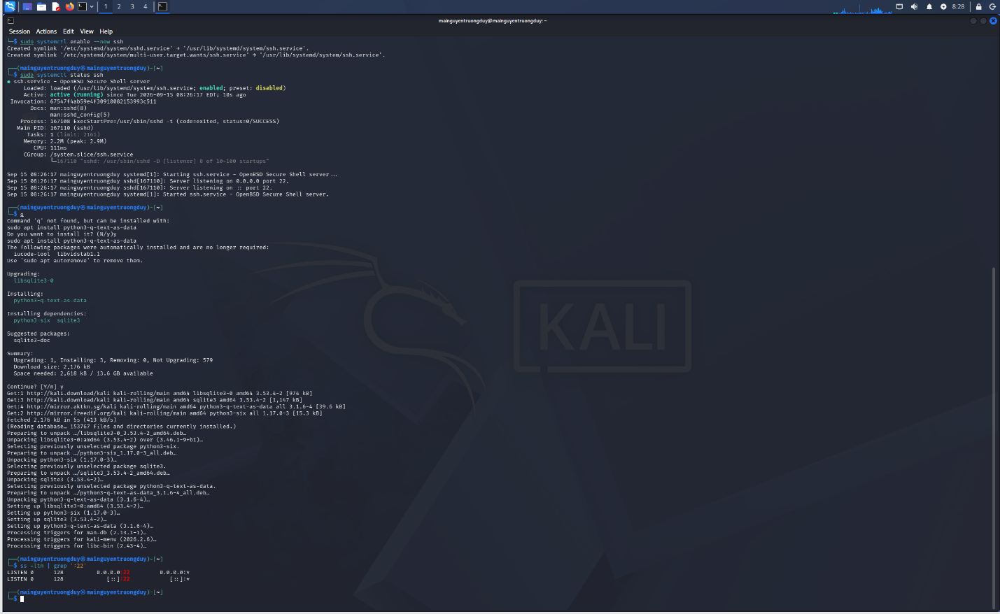 1 2 3 4
8:28
mainguyentruongduy@mainguyentruongduy: ~
Session Actions Edit View Help
└─$ sudo systemctl enable --now ssh
Created symlink '/etc/systemd/system/sshd.service' → '/usr/lib/systemd/system/ssh.service'.
Created symlink '/etc/systemd/system/multi-user.target.wants/ssh.service' → '/usr/lib/systemd/system/ssh.service'.
┌──(mainguyentruongduy㉿mainguyentruongduy)-[~]
└─$ sudo systemctl status ssh
● ssh.service - OpenBSD Secure Shell server
Loaded: loaded (/usr/lib/systemd/system/ssh.service; enabled; preset: disabled)
Active: active (running) since Tue 2026-09-15 08:26:17 EDT; 10s ago
Invocation: 67547f4ab59e4f30910082153993c511
Docs: man:sshd(8)
man:sshd_config(5)
Process: 167108 ExecStartPre=/usr/sbin/sshd -t (code=exited, status=0/SUCCESS)
Main PID: 167110 (sshd)
Tasks: 1 (limit: 2161)
Memory: 2.2M (peak: 2.9M)
CPU: 111ms
CGroup: /system.slice/ssh.service
└─167110 "sshd: /usr/sbin/sshd -D [listener] 0 of 10-100 startups"
Sep 15 08:26:17 mainguyentruongduy systemd[1]: Starting ssh.service - OpenBSD Secure Shell server...
Sep 15 08:26:17 mainguyentruongduy sshd[167110]: Server listening on 0.0.0.0 port 22.
Sep 15 08:26:17 mainguyentruongduy sshd[167110]: Server listening on :: port 22.
Sep 15 08:26:17 mainguyentruongduy systemd[1]: Started ssh.service - OpenBSD Secure Shell server.
┌──(mainguyentruongduy㉿mainguyentruongduy)-[~]
└─$ q
Command 'q' not found, but can be installed with:
sudo apt install python3-q-text-as-data
Do you want to install it? (N/y)y
sudo apt install python3-q-text-as-data
The following packages were automatically installed and are no longer required:
iucode-tool libvidstab1.1
Use 'sudo apt autoremove' to remove them.
Upgrading:
libsqlite3-0
Installing:
python3-q-text-as-data
Installing dependencies:
python3-six sqlite3
Suggested packages:
sqlite3-doc
Summary:
Upgrading: 1, Installing: 3, Removing: 0, Not Upgrading: 579
Download size: 2,176 kB
Space needed: 2,618 kB / 13.6 GB available
Continue? [Y/n] y
Get:1 http://kali.download/kali kali-rolling/main amd64 libsqlite3-0 amd64 3.53.4-2 [974 kB]
Get:3 http://kali.download/kali kali-rolling/main amd64 sqlite3 amd64 3.53.4-2 [1,147 kB]
Get:4 http://mirror.aktkn.sg/kali kali-rolling/main amd64 python3-q-text-as-data all 3.1.6-4 [39.6 kB]
Get:2 http://mirror.freedif.org/kali kali-rolling/main amd64 python3-six all 1.17.0-3 [15.3 kB]
Fetched 2,176 kB in 5s (413 kB/s)
(Reading database… 153767 files and directories currently installed.)
Preparing to unpack …/libsqlite3-0_3.53.4-2_amd64.deb…
Unpacking libsqlite3-0:amd64 (3.53.4-2) over (3.46.1-9+b1)…
Selecting previously unselected package python3-six.
Preparing to unpack …/python3-six_1.17.0-3_all.deb…
Unpacking python3-six (1.17.0-3)…
Selecting previously unselected package sqlite3.
Preparing to unpack …/sqlite3_3.53.4-2_amd64.deb…
Unpacking sqlite3 (3.53.4-2)…
Selecting previously unselected package python3-q-text-as-data.
Preparing to unpack …/python3-q-text-as-data_3.1.6-4_all.deb…
Unpacking python3-q-text-as-data (3.1.6-4)…
Setting up libsqlite3-0:amd64 (3.53.4-2)…
Setting up python3-six (1.17.0-3)…
Setting up sqlite3 (3.53.4-2)…
Setting up python3-q-text-as-data (3.1.6-4)…
Processing triggers for man-db (2.13.1-1)…
Processing triggers for kali-menu (2026.2.6)…
Processing triggers for libc-bin (2.43-4)…
┌──(mainguyentruongduy㉿mainguyentruongduy)-[~]
└─$ ss -ltn | grep ':22'
LISTEN 0 128 0.0.0.0:22 0.0.0.0:*
LISTEN 0 128 [::]:22 [::]:*
┌──(mainguyentruongduy㉿mainguyentruongduy)-[~]
└─$
KALI